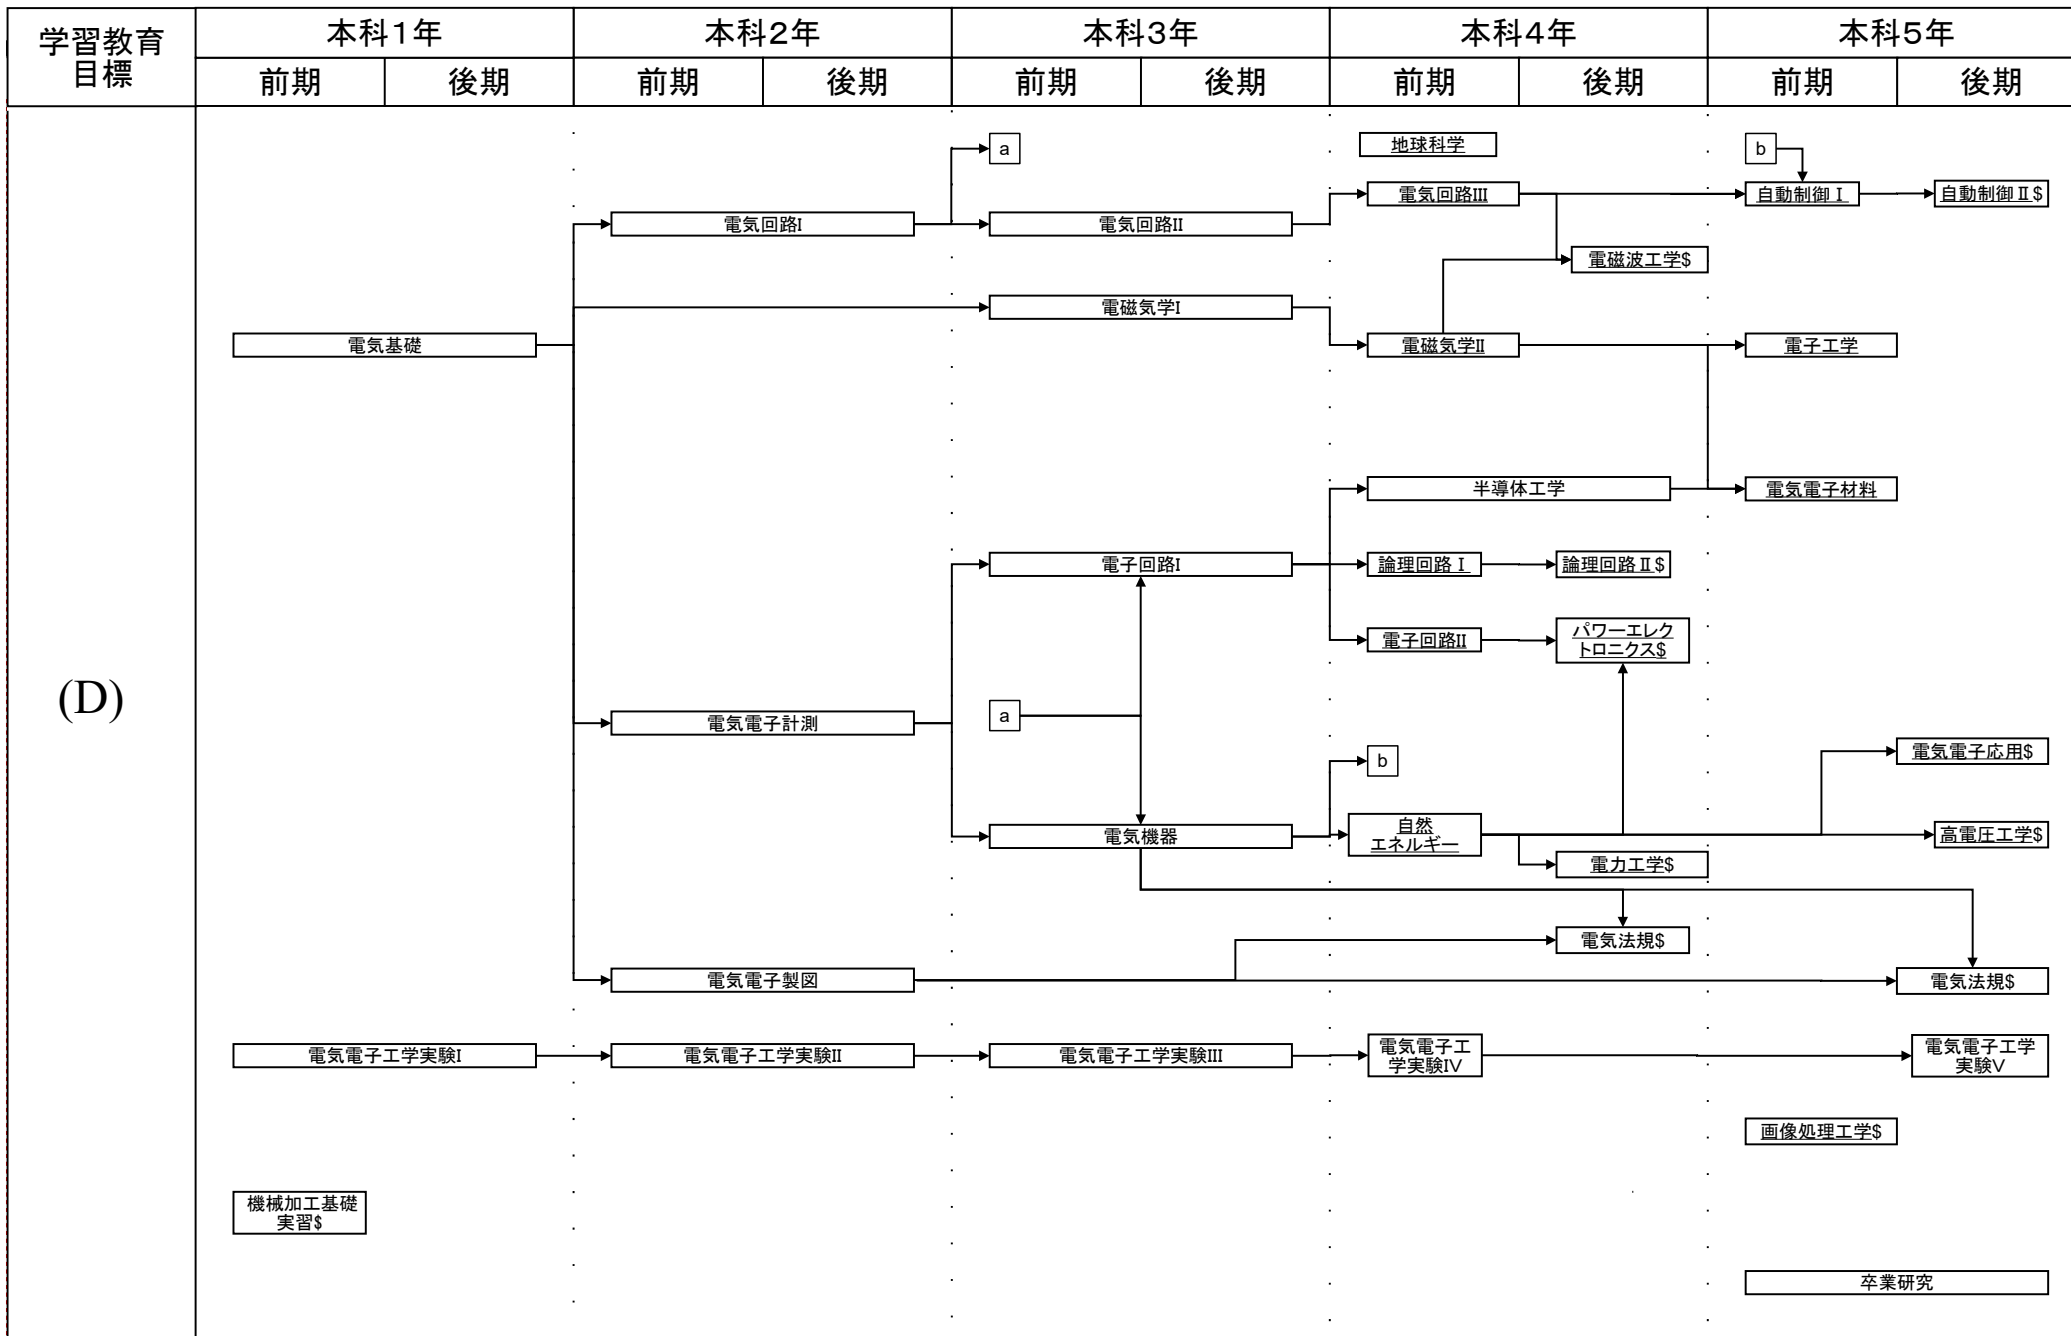 学習教育
目標
本科1年
本科2年
本科3年
本科4年
本科5年
前期
後期
前期
後期
前期
後期
前期
後期
前期
後期
(D)
a
地球科学
b
電気回路I
電気回路II
電気回路III
自動制御Ⅰ
自動制御Ⅱ$
電磁波工学$
電気基礎
電磁気学I
電磁気学II
電子工学
半導体工学
電気電子材料
電子回路I
論理回路Ⅰ
論理回路Ⅱ$
電子回路II
パワーエレク
トロニクス$
電気電子計測
a
b
電気電子応用$
電気機器
自然
エネルギー
高電圧工学$
電力工学$
電気法規$
電気電子製図
電気法規$
電気電子工学実験I
電気電子工学実験II
電気電子工学実験III
電気電子工
学実験IV
電気電子工学
実験V
画像処理工学$
機械加工基礎
実習$
卒業研究